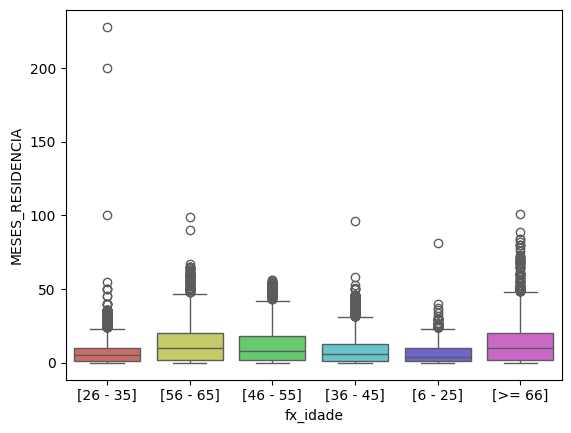 MESES_RESIDENCIA
200
150
100
50
0
[26 - 35] [56 - 65] [46 - 55] [36 - 45] [6 - 25] [>= 66]
fx_idade